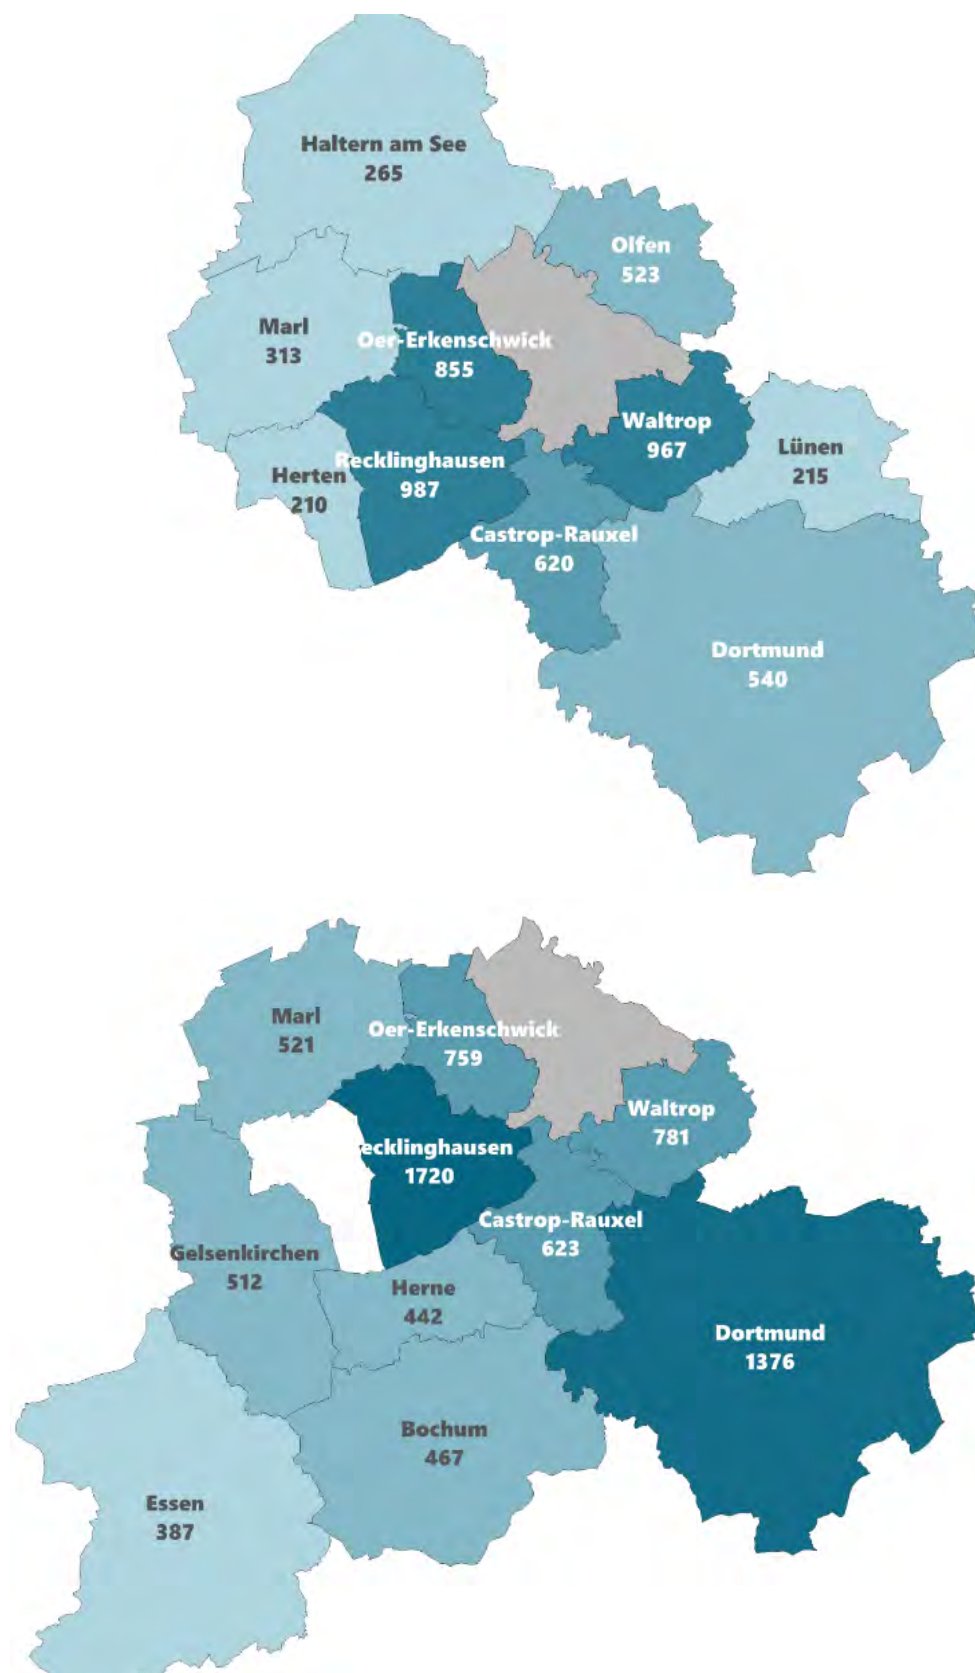 Haltern am See
265
Olfen
523
Marl
313
Oer-Erkenschwick
855
Waltrop
967
Lünen
215
Recklinghausen
987
Herten
210
Castrop-Rauxel
620
Dortmund
540
Marl
521
Oer-Erkenschwick
759
Waltrop
781
ecklinghausen
1720
Castrop-Rauxel
623
Gelsenkirchen
512
Herne
442
Dortmund
1376
Bochum
467
Essen
387